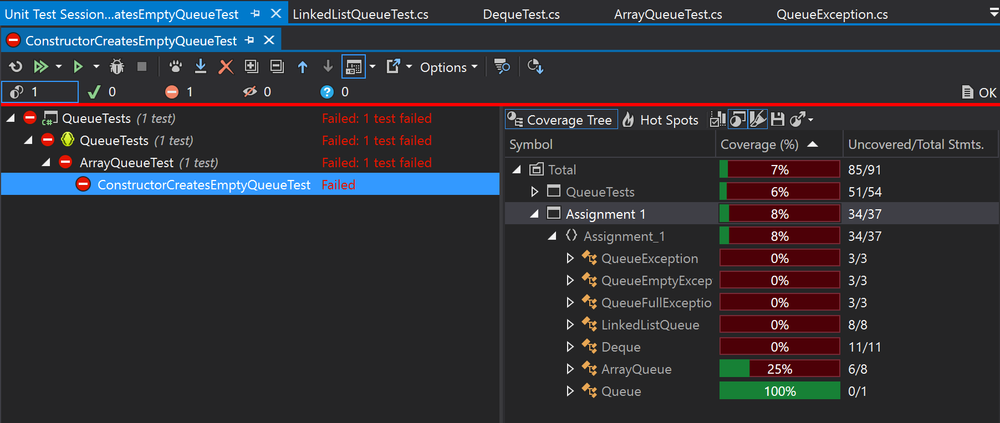 Unit Test Session...atesEmptyQueueTest LinkedListQueueTest.cs DequeTest.cs ArrayQueueTest.cs QueueException.cs
ConstructorCreatesEmptyQueueTest
Options
1 0 1 0 ? 0 OK
C# QueueTests (1 test) Failed: 1 test failed
QueueTests (1 test) Failed: 1 test failed
ArrayQueueTest (1 test) Failed: 1 test failed
ConstructorCreatesEmptyQueueTest Failed
Coverage Tree Hot Spots
Symbol Coverage (%) Uncovered/Total Stmts.
Total 7% 85/91
QueueTests 6% 51/54
Assignment 1 8% 34/37
Assignment_1 8% 34/37
QueueException 0% 3/3
QueueEmptyExcep 0% 3/3
QueueFullExceptio 0% 3/3
LinkedListQueue 0% 8/8
Deque 0% 11/11
ArrayQueue 25% 6/8
Queue 100% 0/1